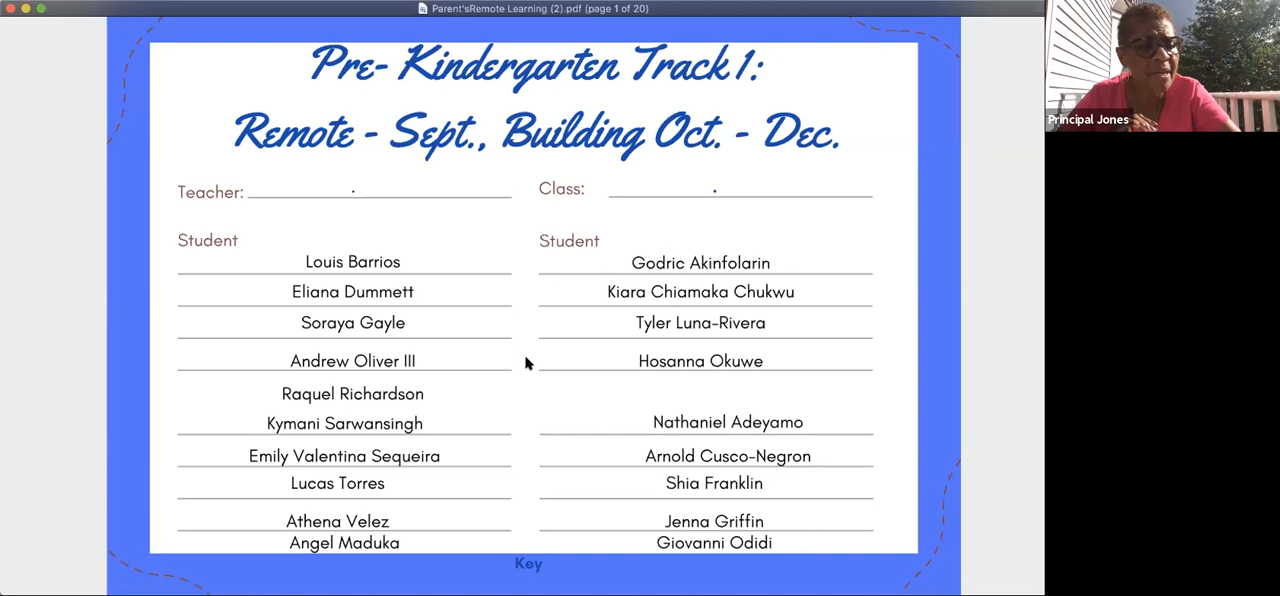 Parent'sRemote Learning (2).pdf (page 1 of 20)
Pre- Kindergarten Track 1:
Remote - Sept., Building Oct. - Dec.
Teacher: .
Class: .
Student
Student
Louis Barrios
Godric Akinfolarin
Eliana Dummett
Kiara Chiamaka Chukwu
Soraya Gayle
Tyler Luna-Rivera
Andrew Oliver III
Hosanna Okuwe
Raquel Richardson
Kymani Sarwansingh
Nathaniel Adeyamo
Emily Valentina Sequeira
Arnold Cusco-Negron
Lucas Torres
Shia Franklin
Athena Velez
Jenna Griffin
Angel Maduka
Giovanni Odidi
Key
Principal Jones